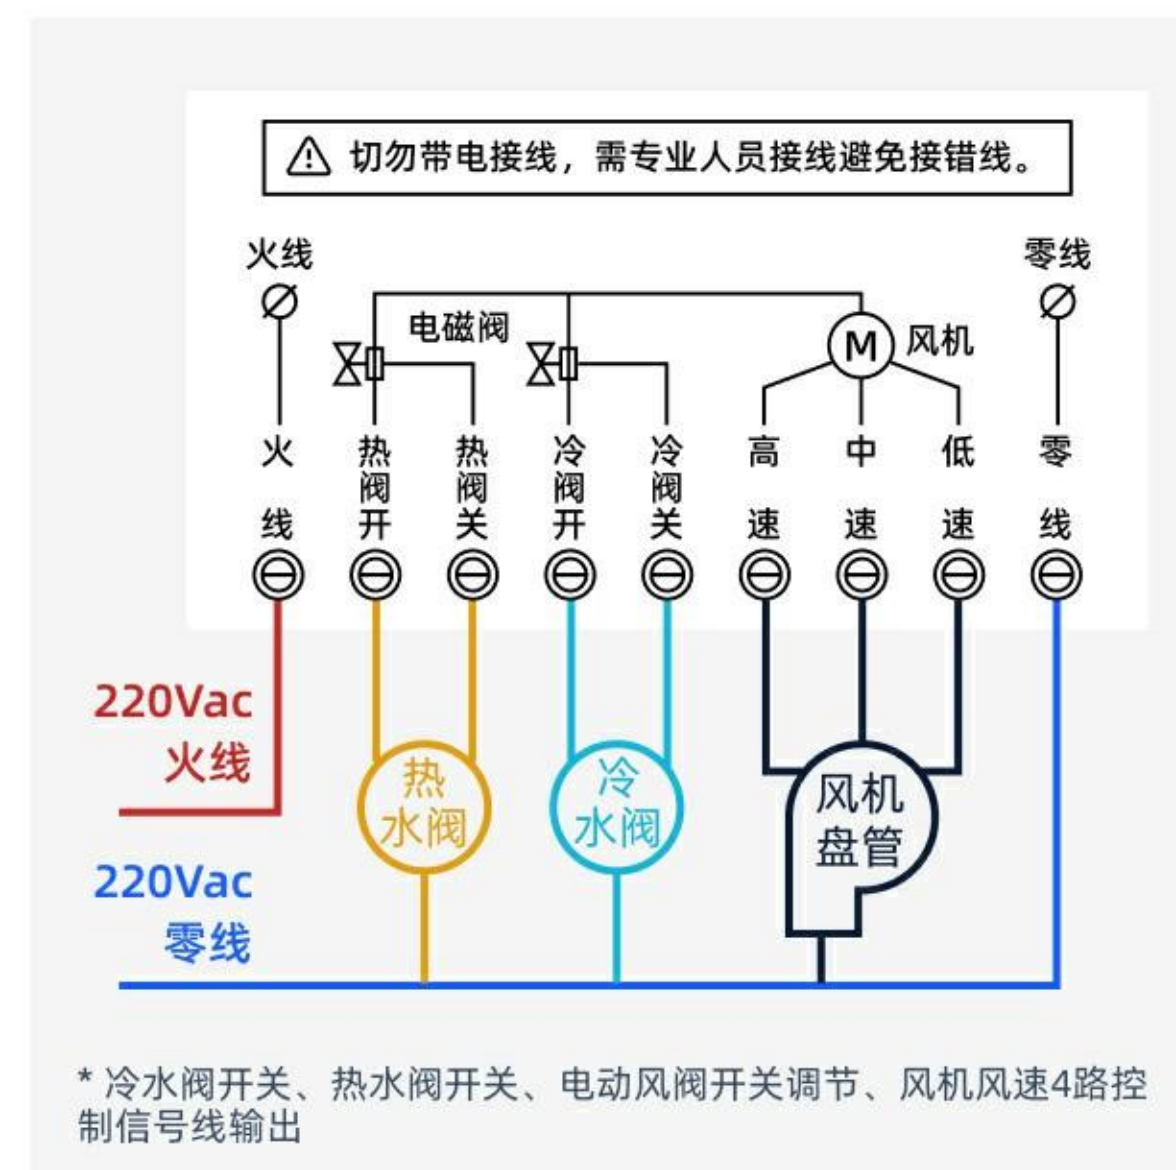 切勿带电接线，需专业人员接线避免接错线。
火线
零线
电磁阀
M
风机
火线
热阀开
热阀关
冷阀开
冷阀关
高速
中速
低速
零线
220Vac
火线
热
水阀
冷
水阀
风机
盘管
220Vac
零线
* 冷水阀开关、热水阀开关、电动风阀开关调节、风机风速4路控
制信号线输出